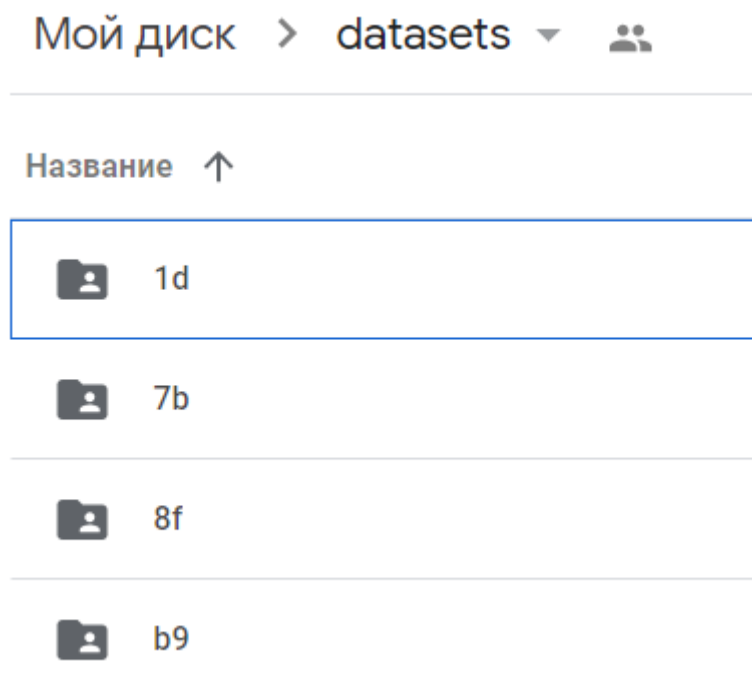 Мой диск > datasets
Название ↑
1d
7b
8f
b9